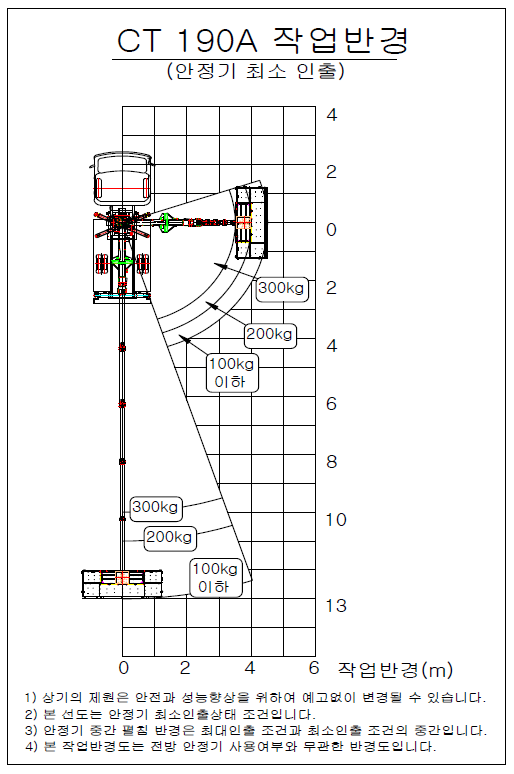 CT 190A 작업반경
(안정기 최소 인출)
4
2
0
300kg
2
200kg
4
100kg
이하
6
8
300kg
10
200kg
100kg
이하
13
0 2 4 6 작업반경(m)
1) 상기의 제원은 안전과 성능향상을 위하여 예고없이 변경될 수 있습니다.
2) 본 선도는 안정기 최소인출상태 조건입니다.
3) 안정기 중간 펼침 반경은 최대인출 조건과 최소인출 조건의 중간입니다.
4) 본 작업반경도는 전방 안정기 사용여부와 무관한 반경도입니다.